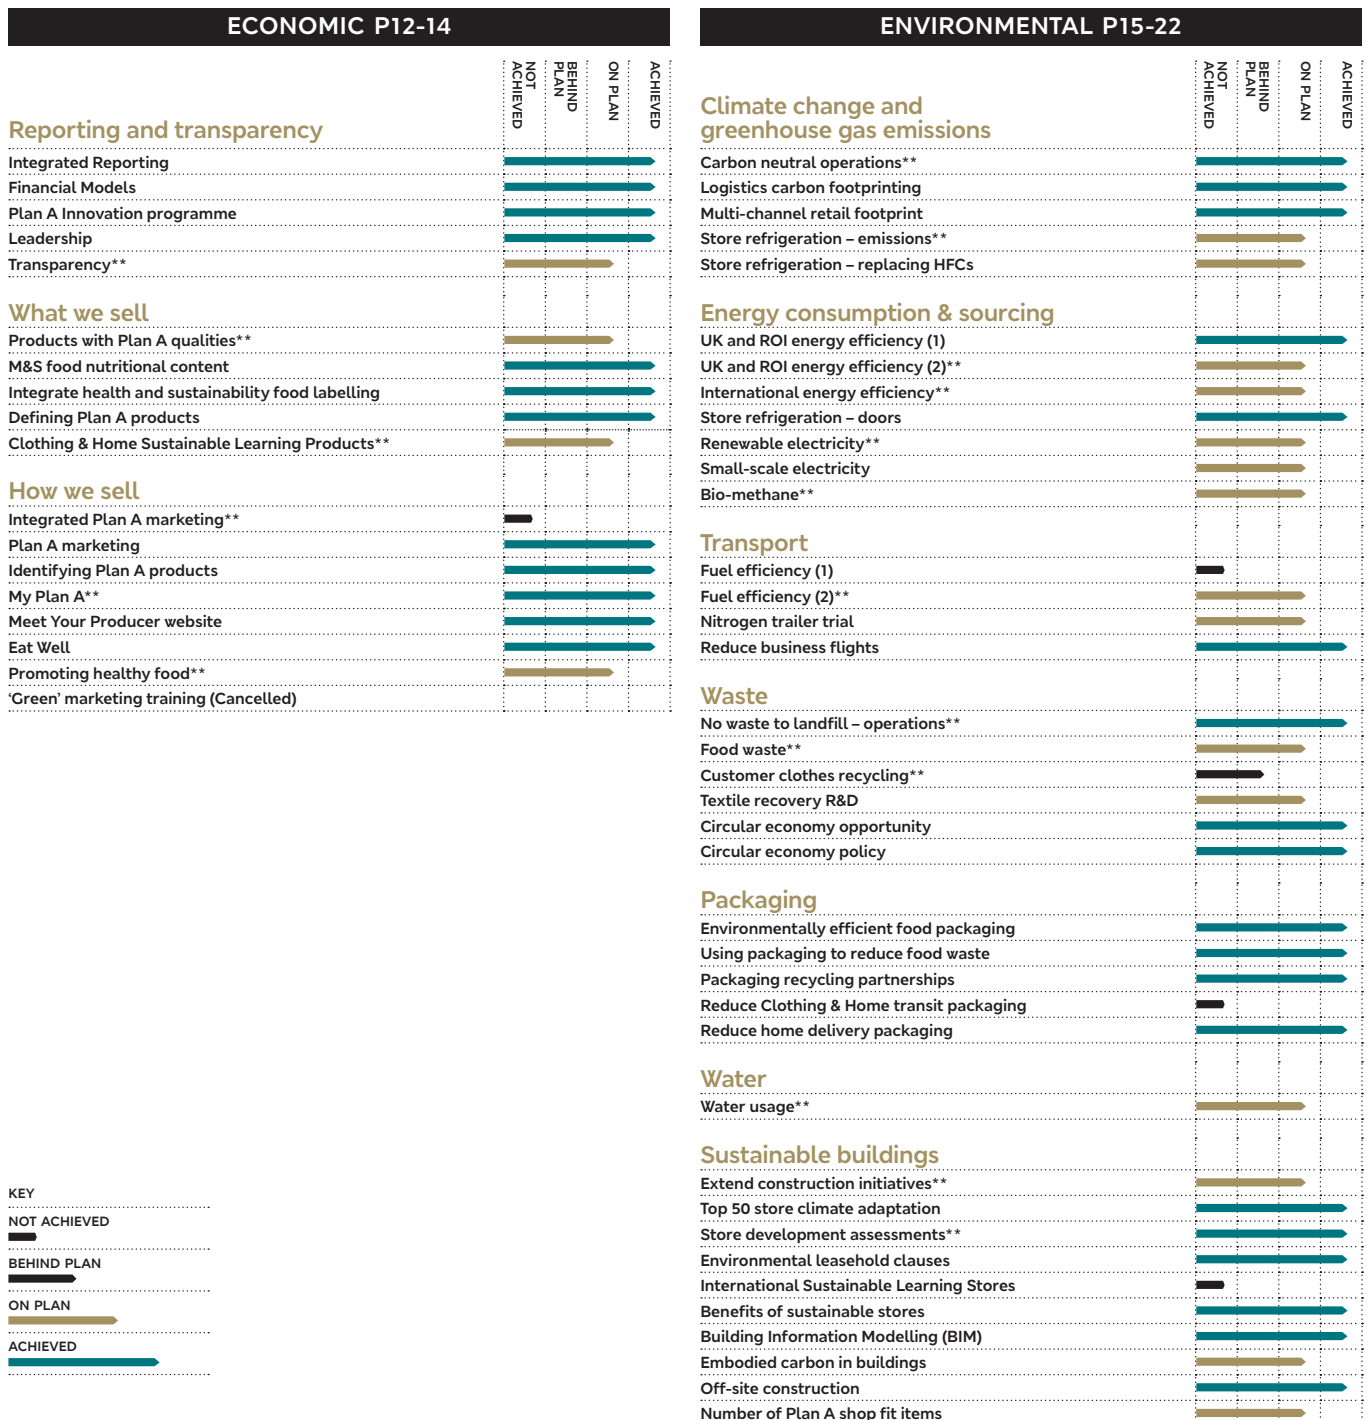 ECONOMIC P12-14
NOT ACHIEVED
BEHIND PLAN
ON PLAN
ACHIEVED
Reporting and transparency
Integrated Reporting
Financial Models
Plan A Innovation programme
Leadership
Transparency**
What we sell
Products with Plan A qualities**
M&S food nutritional content
Integrate health and sustainability food labelling
Defining Plan A products
Clothing & Home Sustainable Learning Products**
How we sell
Integrated Plan A marketing**
Plan A marketing
Identifying Plan A products
My Plan A**
Meet Your Producer website
Eat Well
Promoting healthy food**
‘Green’ marketing training (Cancelled)
KEY
NOT ACHIEVED
BEHIND PLAN
ON PLAN
ACHIEVED
ENVIRONMENTAL P15-22
NOT ACHIEVED
BEHIND PLAN
ON PLAN
ACHIEVED
Climate change and
greenhouse gas emissions
Carbon neutral operations**
Logistics carbon footprinting
Multi-channel retail footprint
Store refrigeration – emissions**
Store refrigeration – replacing HFCs
Energy consumption & sourcing
UK and ROI energy efficiency (1)
UK and ROI energy efficiency (2)**
International energy efficiency**
Store refrigeration – doors
Renewable electricity**
Small-scale electricity
Bio-methane**
Transport
Fuel efficiency (1)
Fuel efficiency (2)**
Nitrogen trailer trial
Reduce business flights
Waste
No waste to landfill – operations**
Food waste**
Customer clothes recycling**
Textile recovery R&D
Circular economy opportunity
Circular economy policy
Packaging
Environmentally efficient food packaging
Using packaging to reduce food waste
Packaging recycling partnerships
Reduce Clothing & Home transit packaging
Reduce home delivery packaging
Water
Water usage**
Sustainable buildings
Extend construction initiatives**
Top 50 store climate adaptation
Store development assessments**
Environmental leasehold clauses
International Sustainable Learning Stores
Benefits of sustainable stores
Building Information Modelling (BIM)
Embodied carbon in buildings
Off-site construction
Number of Plan A shop fit items